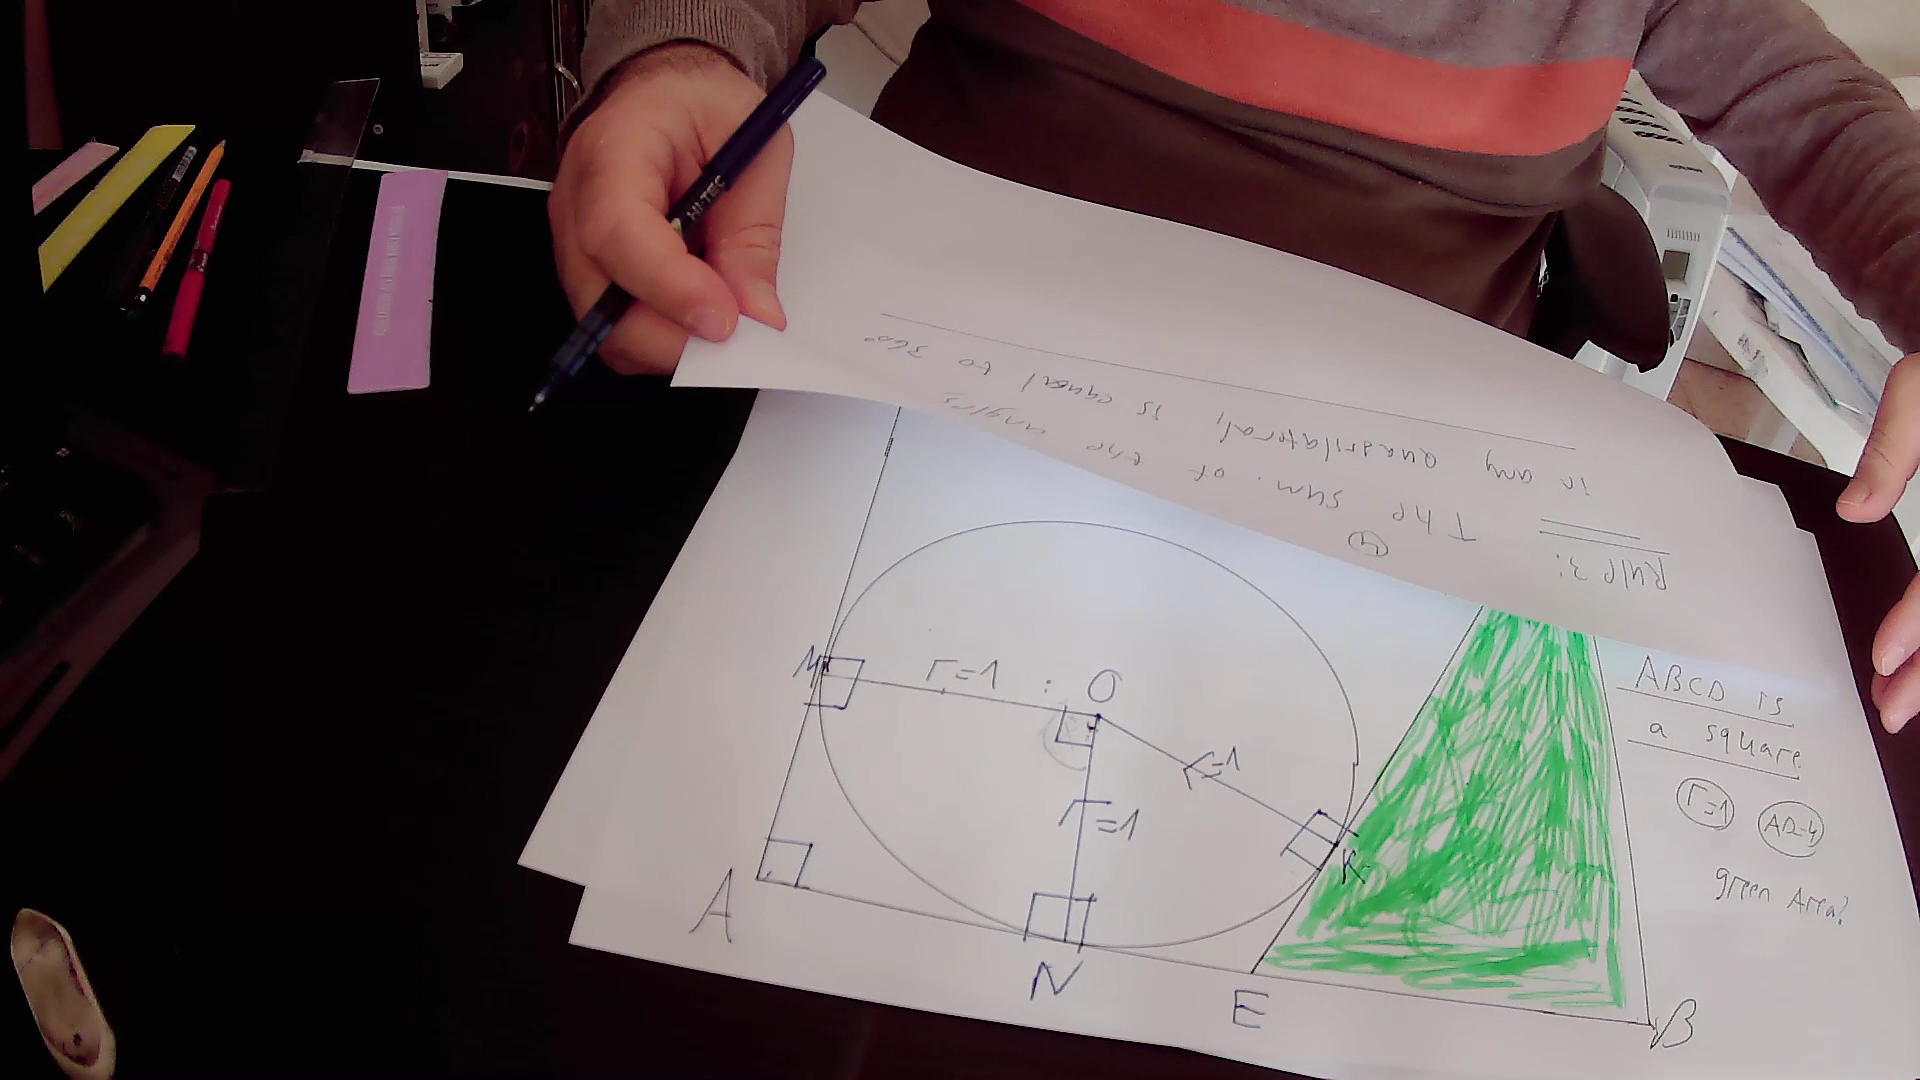 HI-TEC
Rule 3:
④ The sum of the angles
in any quadrilateral, is equal to 360°
M
r=1
O
r=1
r=1
K
A
N
E
B
ABCD is
a square
r=1 AD=4
green Area?